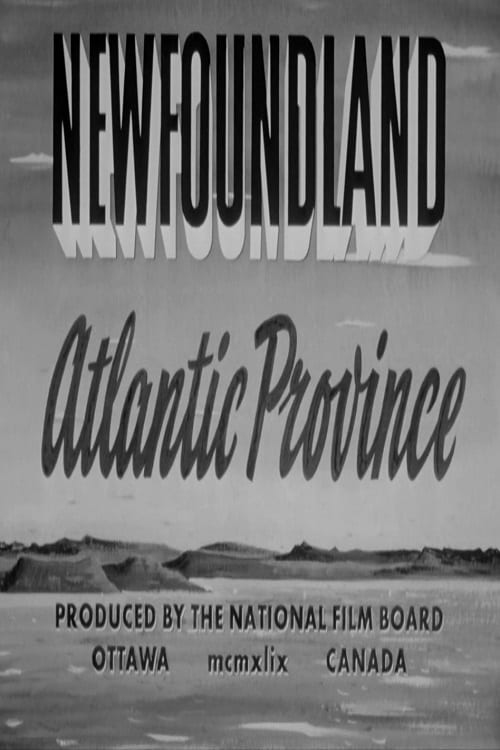 NEWFOUNDLAND
Atlantic Province
PRODUCED BY THE NATIONAL FILM BOARD
OTTAWA mcmxlix CANADA